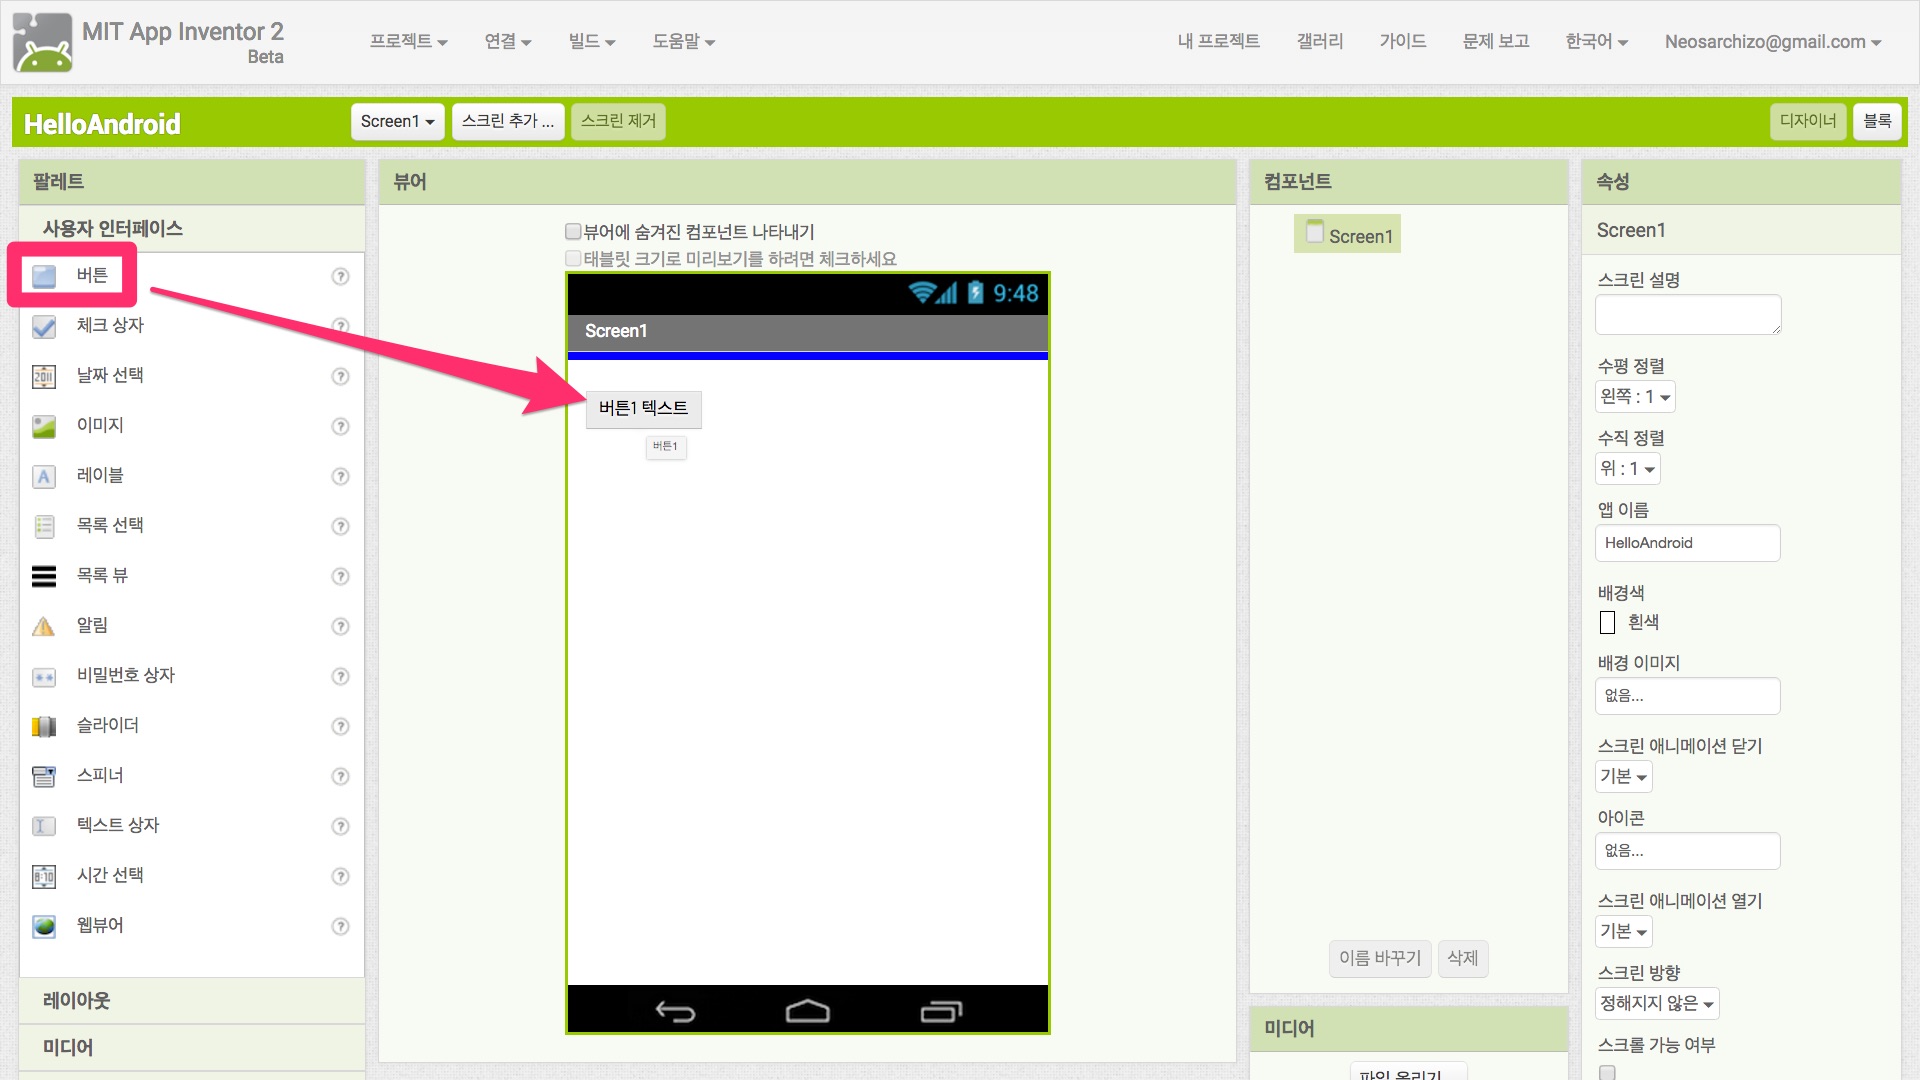 MIT App Inventor 2
Beta
프로젝트 연결 빌드 도움말
내 프로젝트 갤러리 가이드 문제 보고 한국어 Neosarchizo@gmail.com
HelloAndroid
Screen1 스크린 추가 ... 스크린 제거
디자이너 블록
팔레트
사용자 인터페이스
버튼 ?
체크 상자 ?
2011 날짜 선택 ?
이미지 ?
A 레이블 ?
목록 선택 ?
목록 뷰 ?
알림 ?
비밀번호 상자 ?
슬라이더 ?
스피너 ?
텍스트 상자 ?
8:10 시간 선택 ?
웹뷰어 ?
레이아웃
미디어
뷰어
뷰어에 숨겨진 컴포넌트 나타내기
태블릿 크기로 미리보기를 하려면 체크하세요
9:48
Screen1
버튼1 텍스트
버튼1
컴포넌트
Screen1
이름 바꾸기 삭제
미디어
파일 올리기...
속성
Screen1
스크린 설명
수평 정렬
왼쪽 : 1
수직 정렬
위 : 1
앱 이름
HelloAndroid
배경색
흰색
배경 이미지
없음...
스크린 애니메이션 닫기
기본
아이콘
없음...
스크린 애니메이션 열기
기본
스크린 방향
정해지지 않은
스크롤 가능 여부